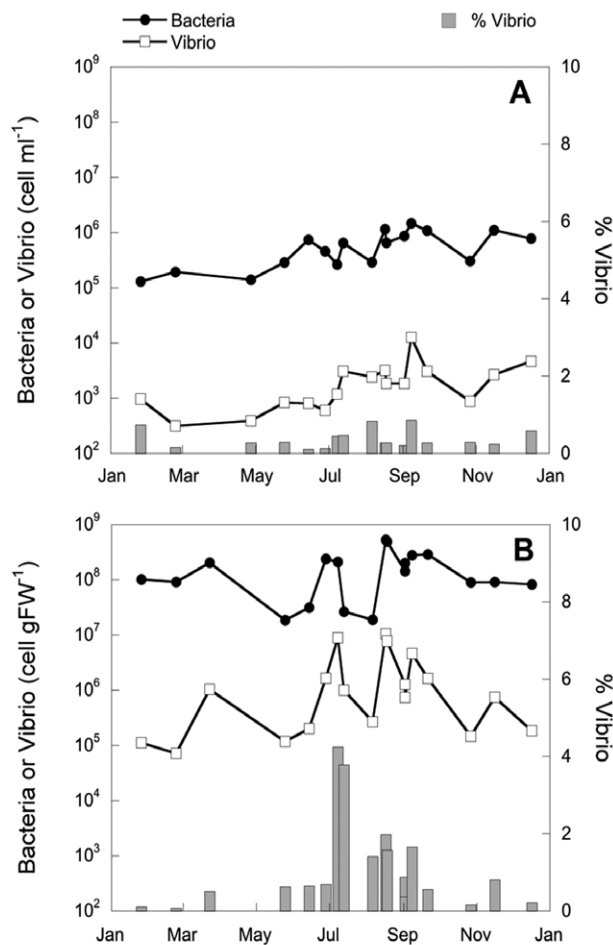 Bacteria
Vibrio
% Vibrio
A
Bacteria or Vibrio (cell ml⁻¹)
10⁹
10⁸
10⁷
10⁶
10⁵
10⁴
10³
10²
10
8
6
4
2
0
% Vibrio
Jan Mar May Jul Sep Nov Jan
B
Bacteria or Vibrio (cell gFW⁻¹)
10⁹
10⁸
10⁷
10⁶
10⁵
10⁴
10³
10²
10
8
6
4
2
0
% Vibrio
Jan Mar May Jul Sep Nov Jan